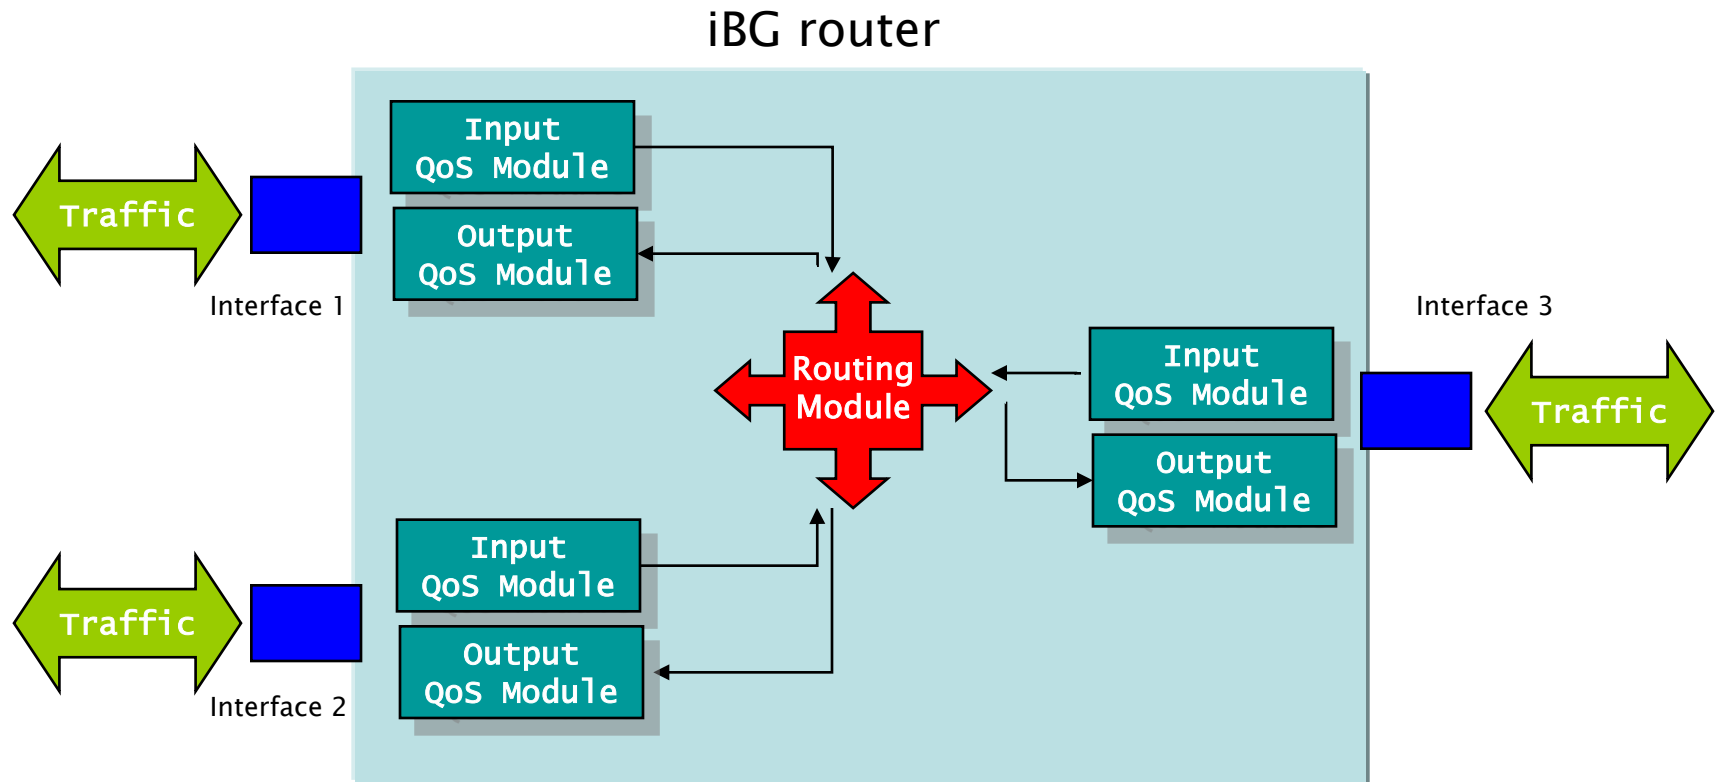 iBG router
Input
QoS Module
Traffic
Output
QoS Module
Interface 1
Routing
Module
Interface 3
Input
QoS Module
Traffic
Output
QoS Module
Input
QoS Module
Traffic
Output
QoS Module
Interface 2